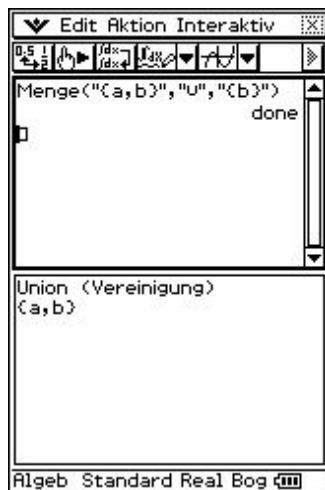 Edit Aktion Interaktiv
Menge("{a,b}","∪","{b}")
done
Union (Vereinigung)
{a,b}
Algeb Standard Real Bog